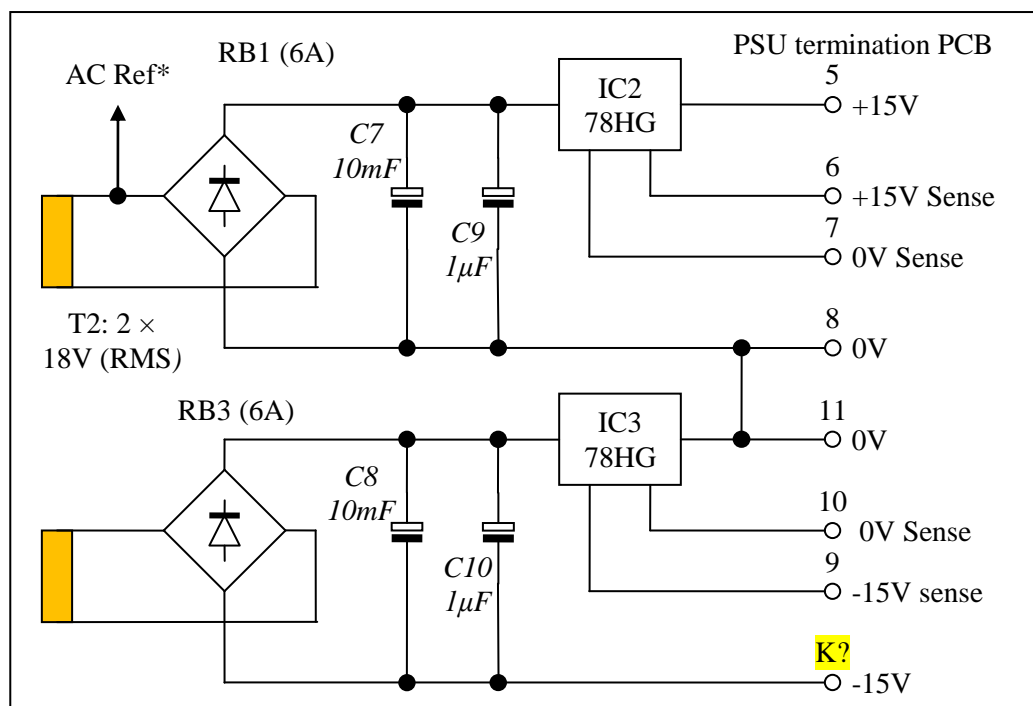 RB1 (6A)
PSU termination PCB
AC Ref*
5
IC2
78HG
+15V
C7
10mF
6
+15V Sense
C9
1µF
7
0V Sense
T2: 2 ×
18V (RMS)
8
0V
RB3 (6A)
11
IC3
78HG
0V
C8
10mF
10
0V Sense
C10
1µF
9
-15V sense
K?
-15V